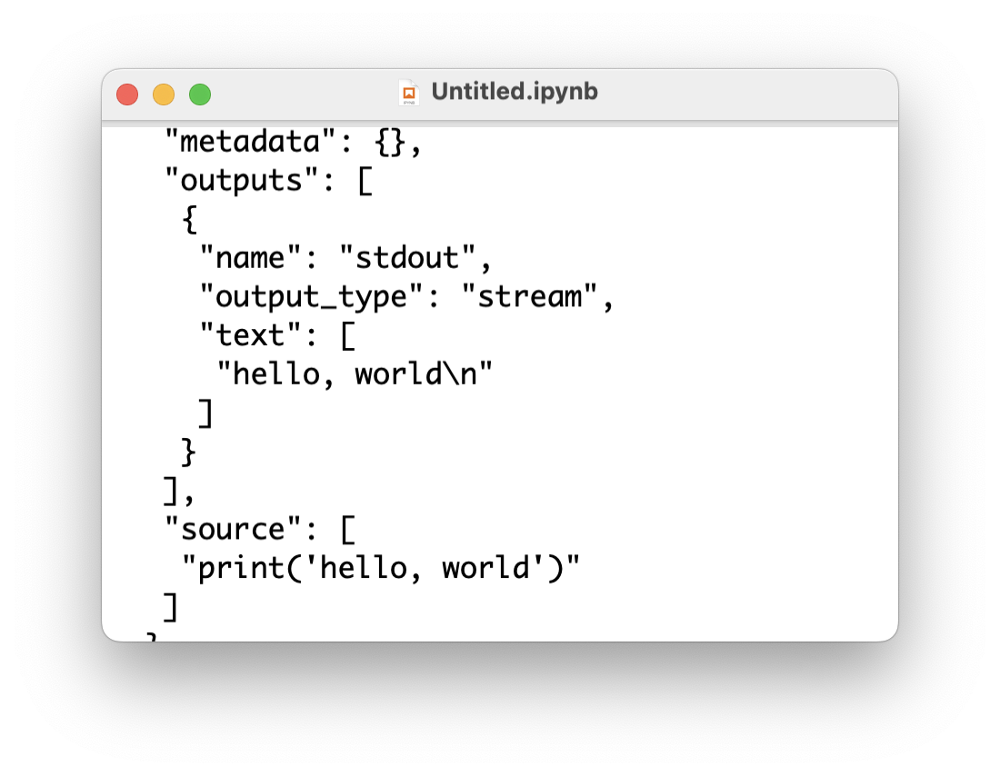 Untitled.ipynb
"metadata": {},
"outputs": [
{
"name": "stdout",
"output_type": "stream",
"text": [
"hello, world\n"
]
}
],
"source": [
"print('hello, world')"
]